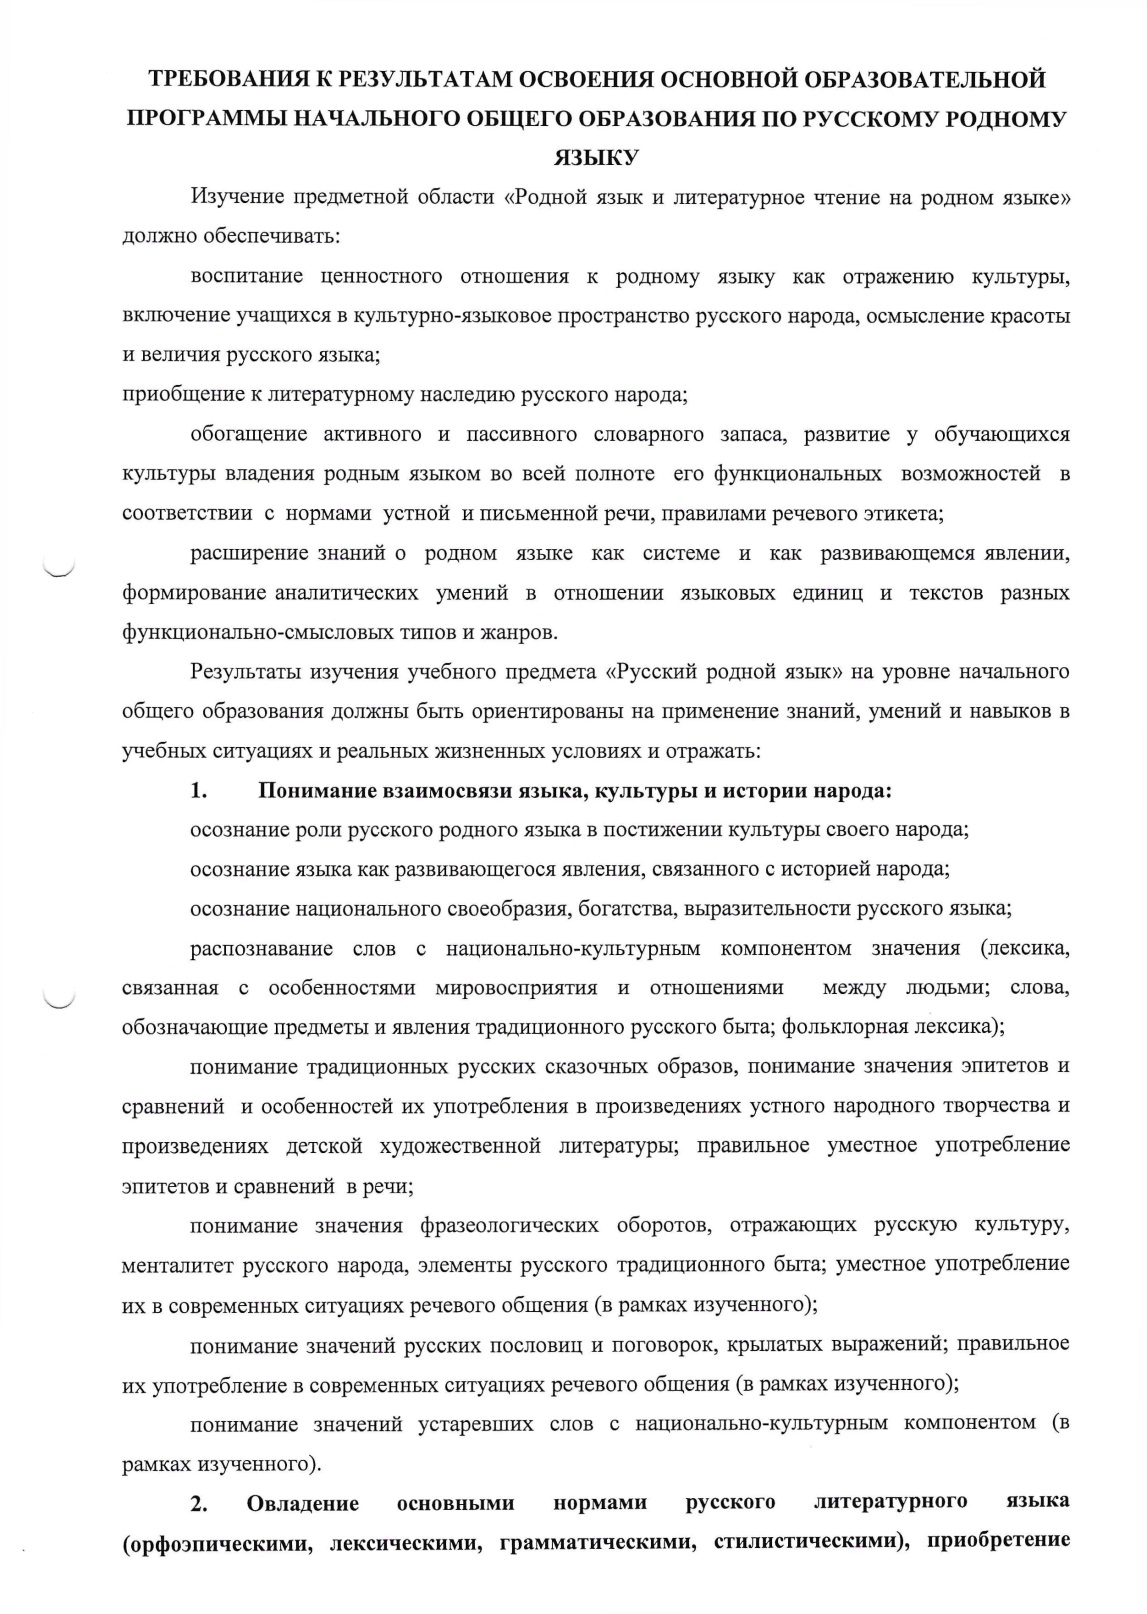 ТРЕБОВАНИЯ К РЕЗУЛЬТАТАМ ОСВОЕНИЯ ОСНОВНОЙ ОБРАЗОВАТЕЛЬНОЙ
ПРОГРАММЫ НАЧАЛЬНОГО ОБЩЕГО ОБРАЗОВАНИЯ ПО РУССКОМУ РОДНОМУ
ЯЗЫКУ
Изучение предметной области «Родной язык и литературное чтение на родном языке»
должно обеспечивать:
воспитание ценностного отношения к родному языку как отражению культуры,
включение учащихся в культурно-языковое пространство русского народа, осмысление красоты
и величия русского языка;
приобщение к литературному наследию русского народа;
обогащение активного и пассивного словарного запаса, развитие у обучающихся
культуры владения родным языком во всей полноте его функциональных возможностей в
соответствии с нормами устной и письменной речи, правилами речевого этикета;
расширение знаний о родном языке как системе и как развивающемся явлении,
формирование аналитических умений в отношении языковых единиц и текстов разных
функционально-смысловых типов и жанров.
Результаты изучения учебного предмета «Русский родной язык» на уровне начального
общего образования должны быть ориентированы на применение знаний, умений и навыков в
учебных ситуациях и реальных жизненных условиях и отражать:
1. Понимание взаимосвязи языка, культуры и истории народа:
осознание роли русского родного языка в постижении культуры своего народа;
осознание языка как развивающегося явления, связанного с историей народа;
осознание национального своеобразия, богатства, выразительности русского языка;
распознавание слов с национально-культурным компонентом значения (лексика,
связанная с особенностями мировосприятия и отношениями между людьми; слова,
обозначающие предметы и явления традиционного русского быта; фольклорная лексика);
понимание традиционных русских сказочных образов, понимание значения эпитетов и
сравнений и особенностей их употребления в произведениях устного народного творчества и
произведениях детской художественной литературы; правильное уместное употребление
эпитетов и сравнений в речи;
понимание значения фразеологических оборотов, отражающих русскую культуру,
менталитет русского народа, элементы русского традиционного быта; уместное употребление
их в современных ситуациях речевого общения (в рамках изученного);
понимание значений русских пословиц и поговорок, крылатых выражений; правильное
их употребление в современных ситуациях речевого общения (в рамках изученного);
понимание значений устаревших слов с национально-культурным компонентом (в
рамках изученного).
2. Овладение основными нормами русского литературного языка
(орфоэпическими, лексическими, грамматическими, стилистическими), приобретение